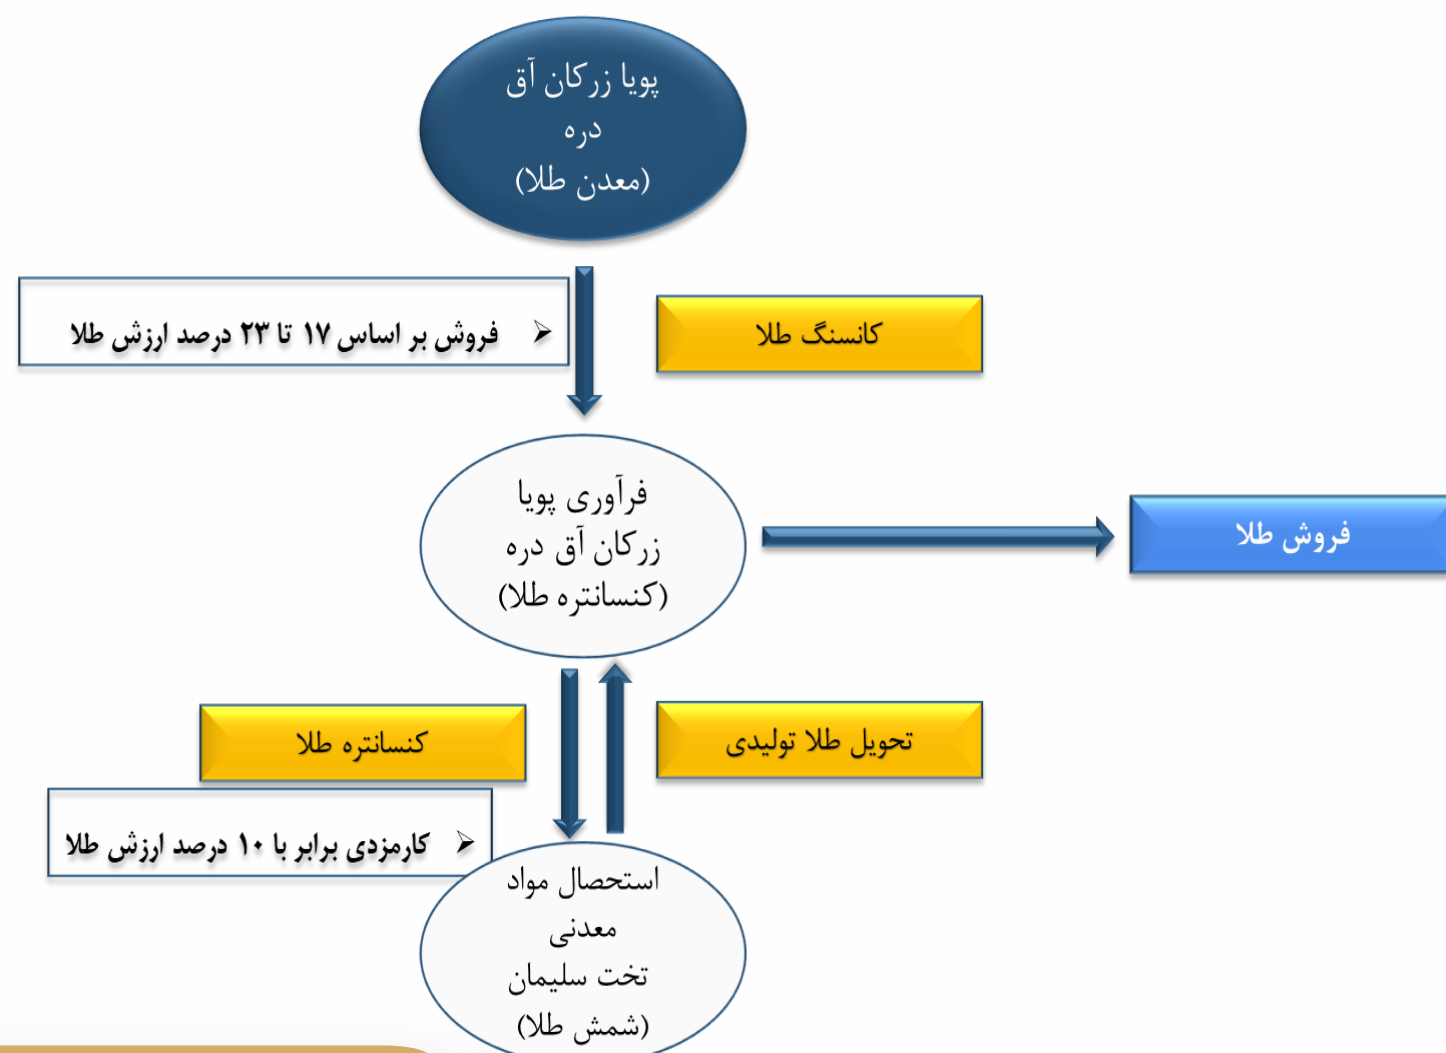 پویا زرکان آق
دره
(معدن طلا)
فروش بر اساس ۱۷ تا ۲۳ درصد ارزش طلا
کانسنگ طلا
فرآوری پویا
زرکان آق دره
(کنسانتره طلا)
فروش طلا
کنسانتره طلا
تحویل طلا تولیدی
کارمزدی برابر با ۱۰ درصد ارزش طلا
استحصال مواد
معدنی
تخت سلیمان
(شمش طلا)